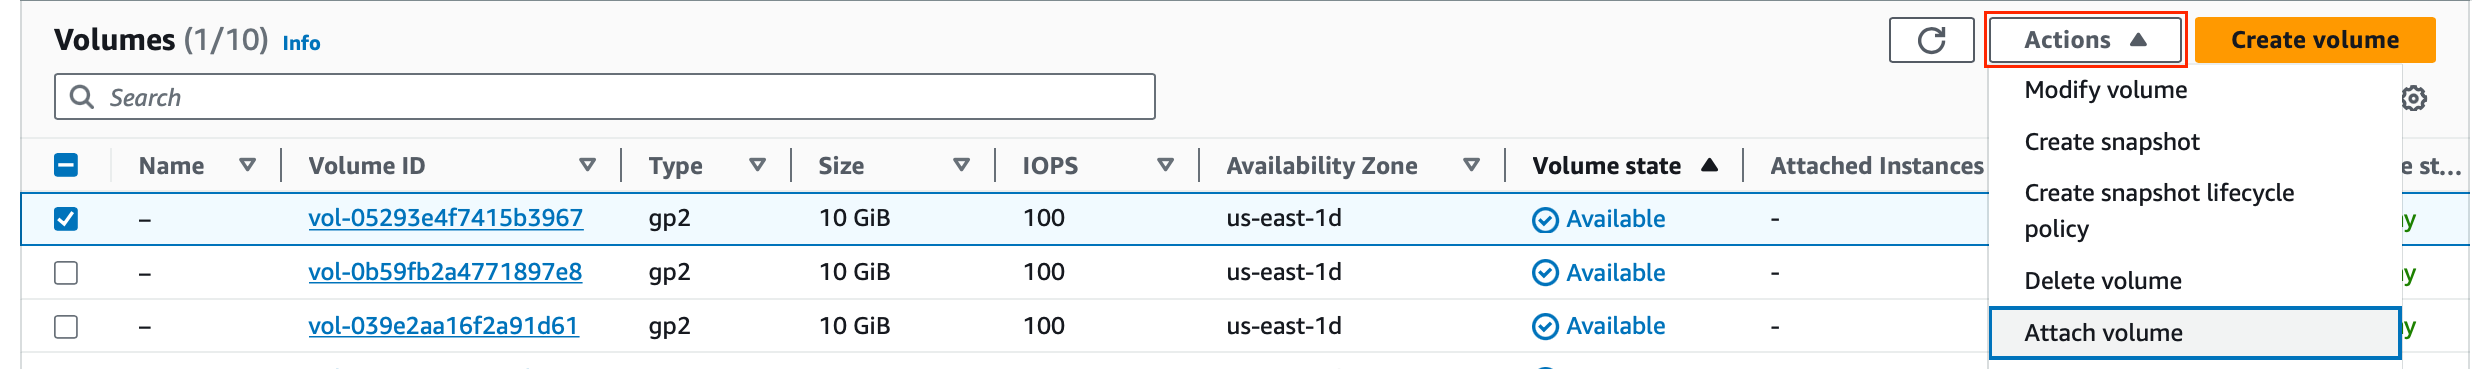 Volumes (1/10) Info
Actions
Create volume
Search
Modify volume
Create snapshot
Create snapshot lifecycle
policy
Delete volume
Attach volume
Name Volume ID Type Size IOPS Availability Zone Volume state Attached Instances
– vol-05293e4f7415b3967 gp2 10 GiB 100 us-east-1d Available -
– vol-0b59fb2a4771897e8 gp2 10 GiB 100 us-east-1d Available -
– vol-039e2aa16f2a91d61 gp2 10 GiB 100 us-east-1d Available -